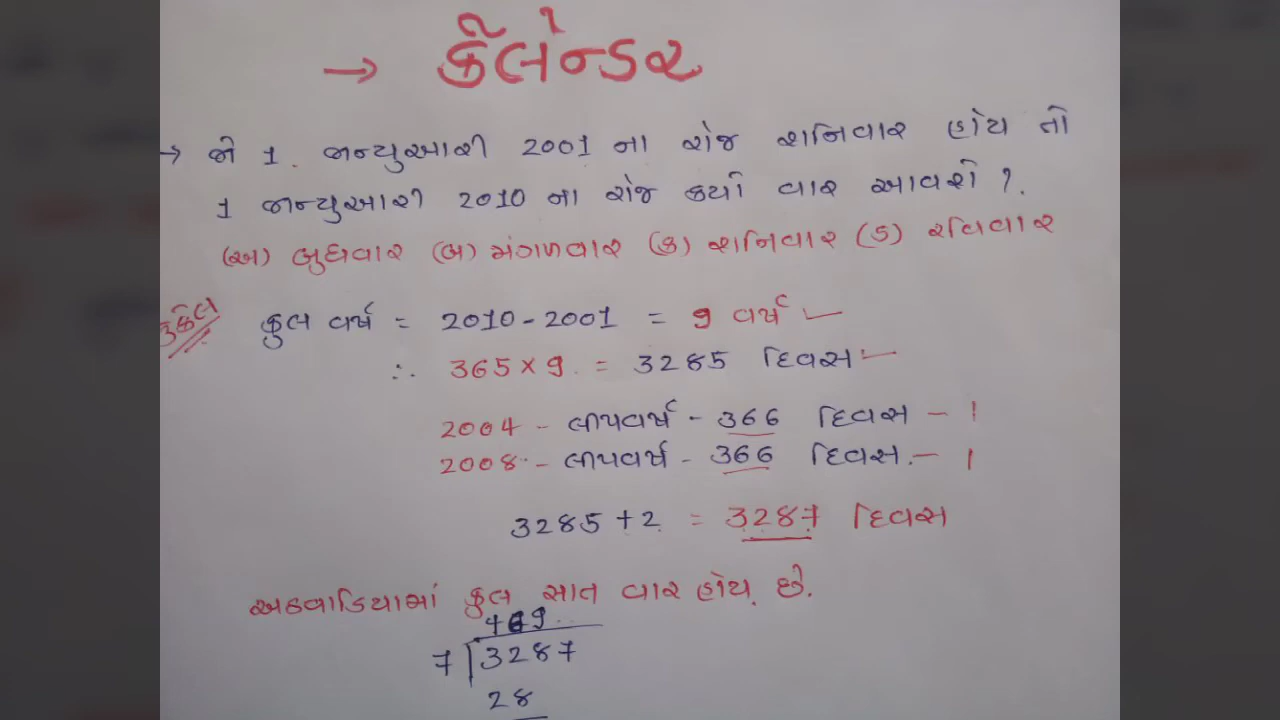 → કૅલેન્ડર
→ જો 1. જાન્યુઆરી 2001 ના રોજ શનિવાર હોય તો
1 જાન્યુઆરી 2010 ના રોજ કયો વાર આવશે ?.
(અ) બુધવાર (બ) મંગળવાર (ક) શનિવાર (ડ) રવિવાર
ઉકેલ
કુલ વર્ષ = 2010 - 2001 = 9 વર્ષ
∴ 365 × 9 = 3285 દિવસ
2004 - લીપવર્ષ - 366 દિવસ - 1
2008 - લીપવર્ષ - 366 દિવસ - 1
3285 + 2 = 3287 દિવસ
અઠવાડિયામાં કુલ સાત વાર હોય છે.
469
7 3287
28